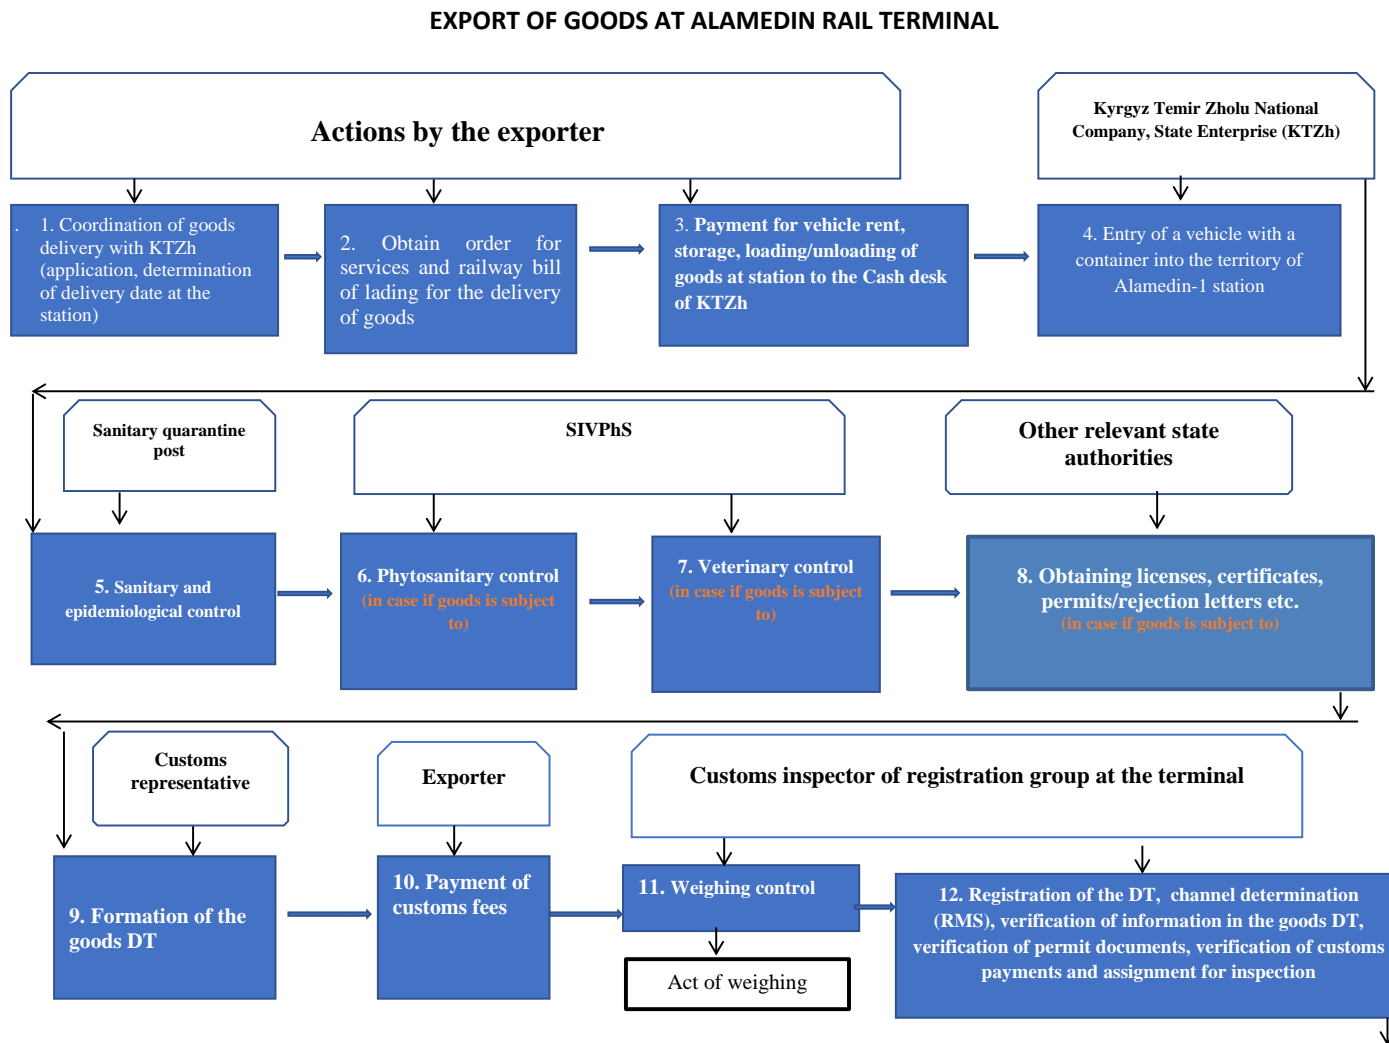 EXPORT OF GOODS AT ALAMEDIN RAIL TERMINAL
Actions by the exporter
Kyrgyz Temir Zholu National
Company, State Enterprise (KTZh)
. 1. Coordination of goods
delivery with KTZh
(application, determination
of delivery date at the
station)
2. Obtain order for
services and railway bill
of lading for the delivery
of goods
3. Payment for vehicle rent,
storage, loading/unloading of
goods at station to the Cash desk
of KTZh
4. Entry of a vehicle with a
container into the territory of
Alamedin-1 station
Sanitary quarantine
post
SIVPhS
Other relevant state
authorities
5. Sanitary and
epidemiological control
6. Phytosanitary control
(in case if goods is subject
to)
7. Veterinary control
(in case if goods is subject
to)
8. Obtaining licenses, certificates,
permits/rejection letters etc.
(in case if goods is subject to)
Customs
representative
Exporter
Customs inspector of registration group at the terminal
9. Formation of the
goods DT
10. Payment of
customs fees
11. Weighing control
Act of weighing
12. Registration of the DT, channel determination
(RMS), verification of information in the goods DT,
verification of permit documents, verification of customs
payments and assignment for inspection